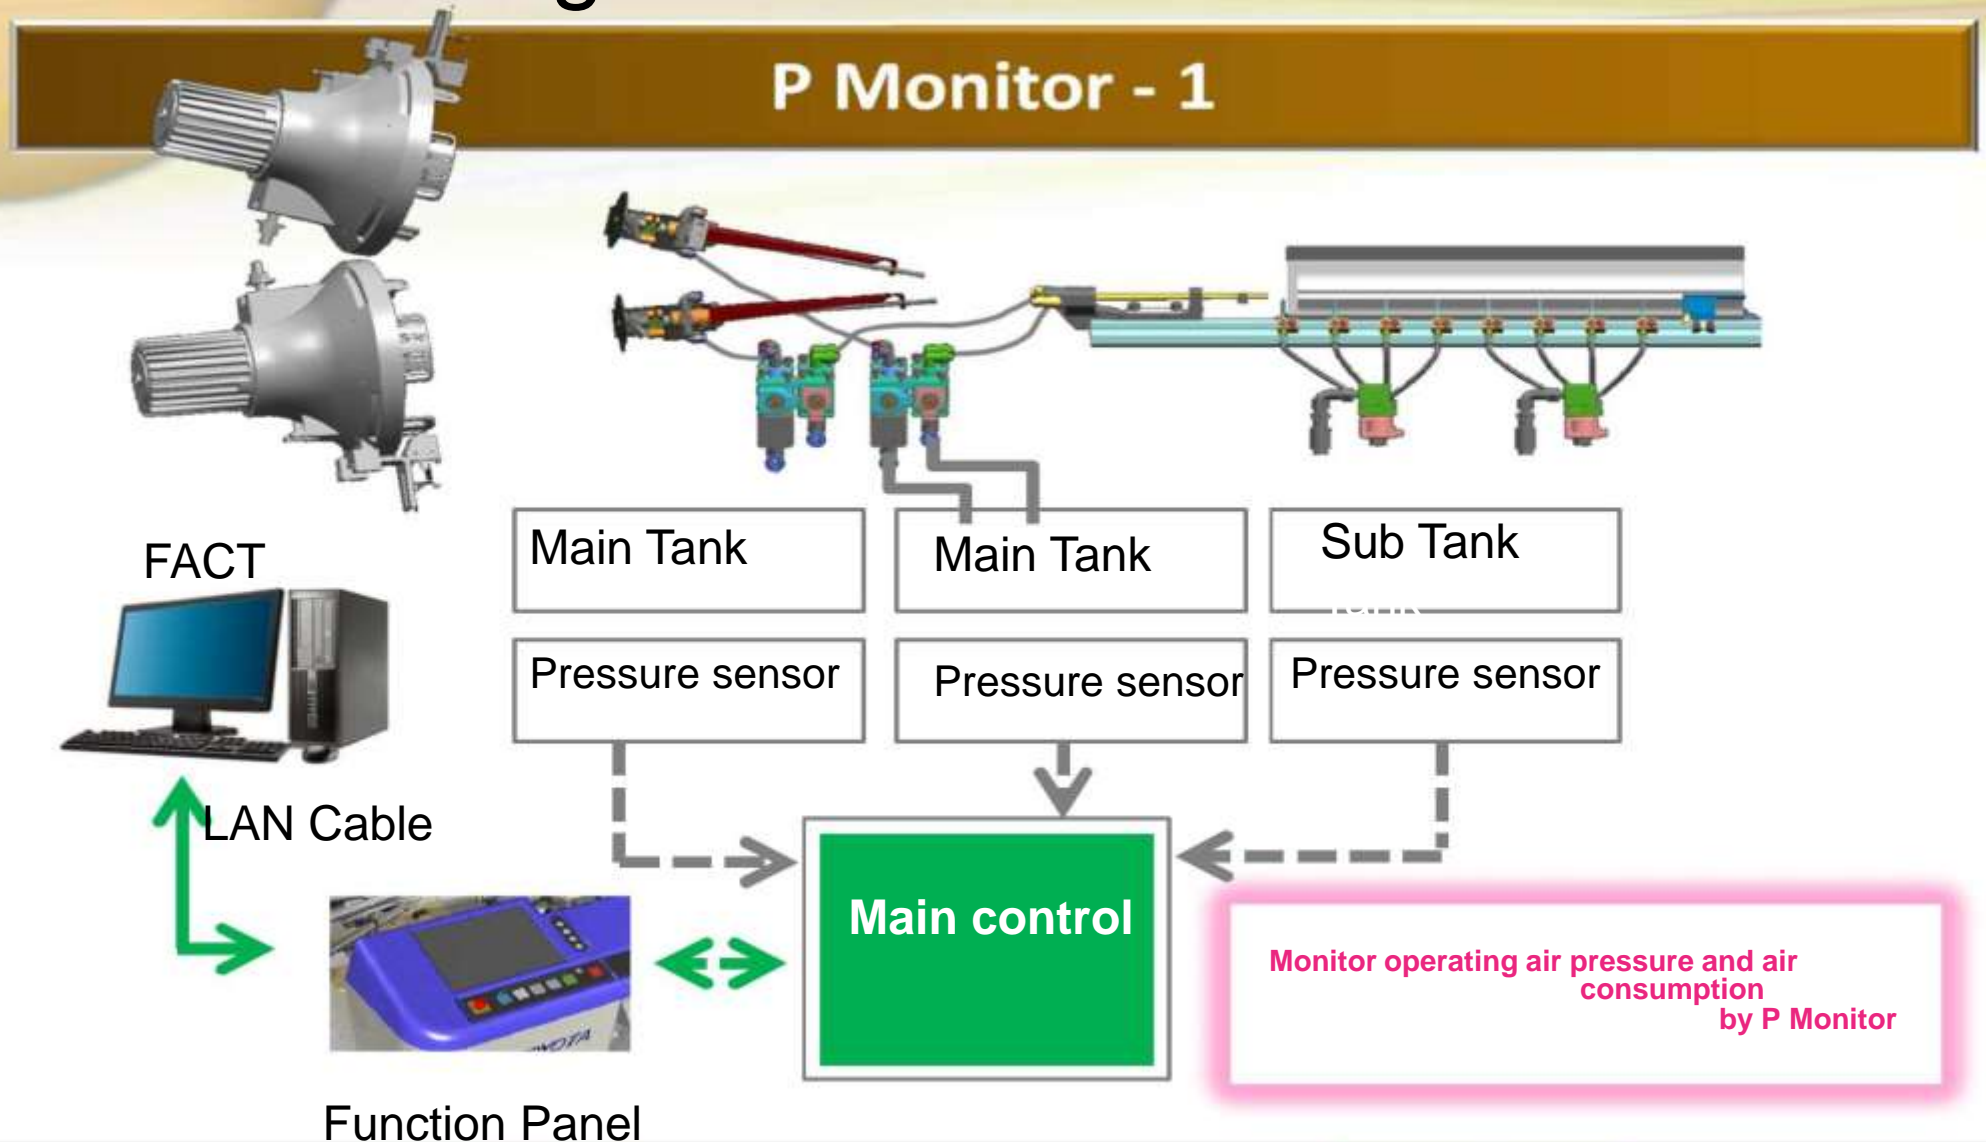 g
P Monitor - 1
Main Tank
Main Tank
Sub Tank
Tank
FACT
Pressure sensor
Pressure sensor
Pressure sensor
LAN Cable
Main control
Monitor operating air pressure and air
consumption
by P Monitor
Function Panel